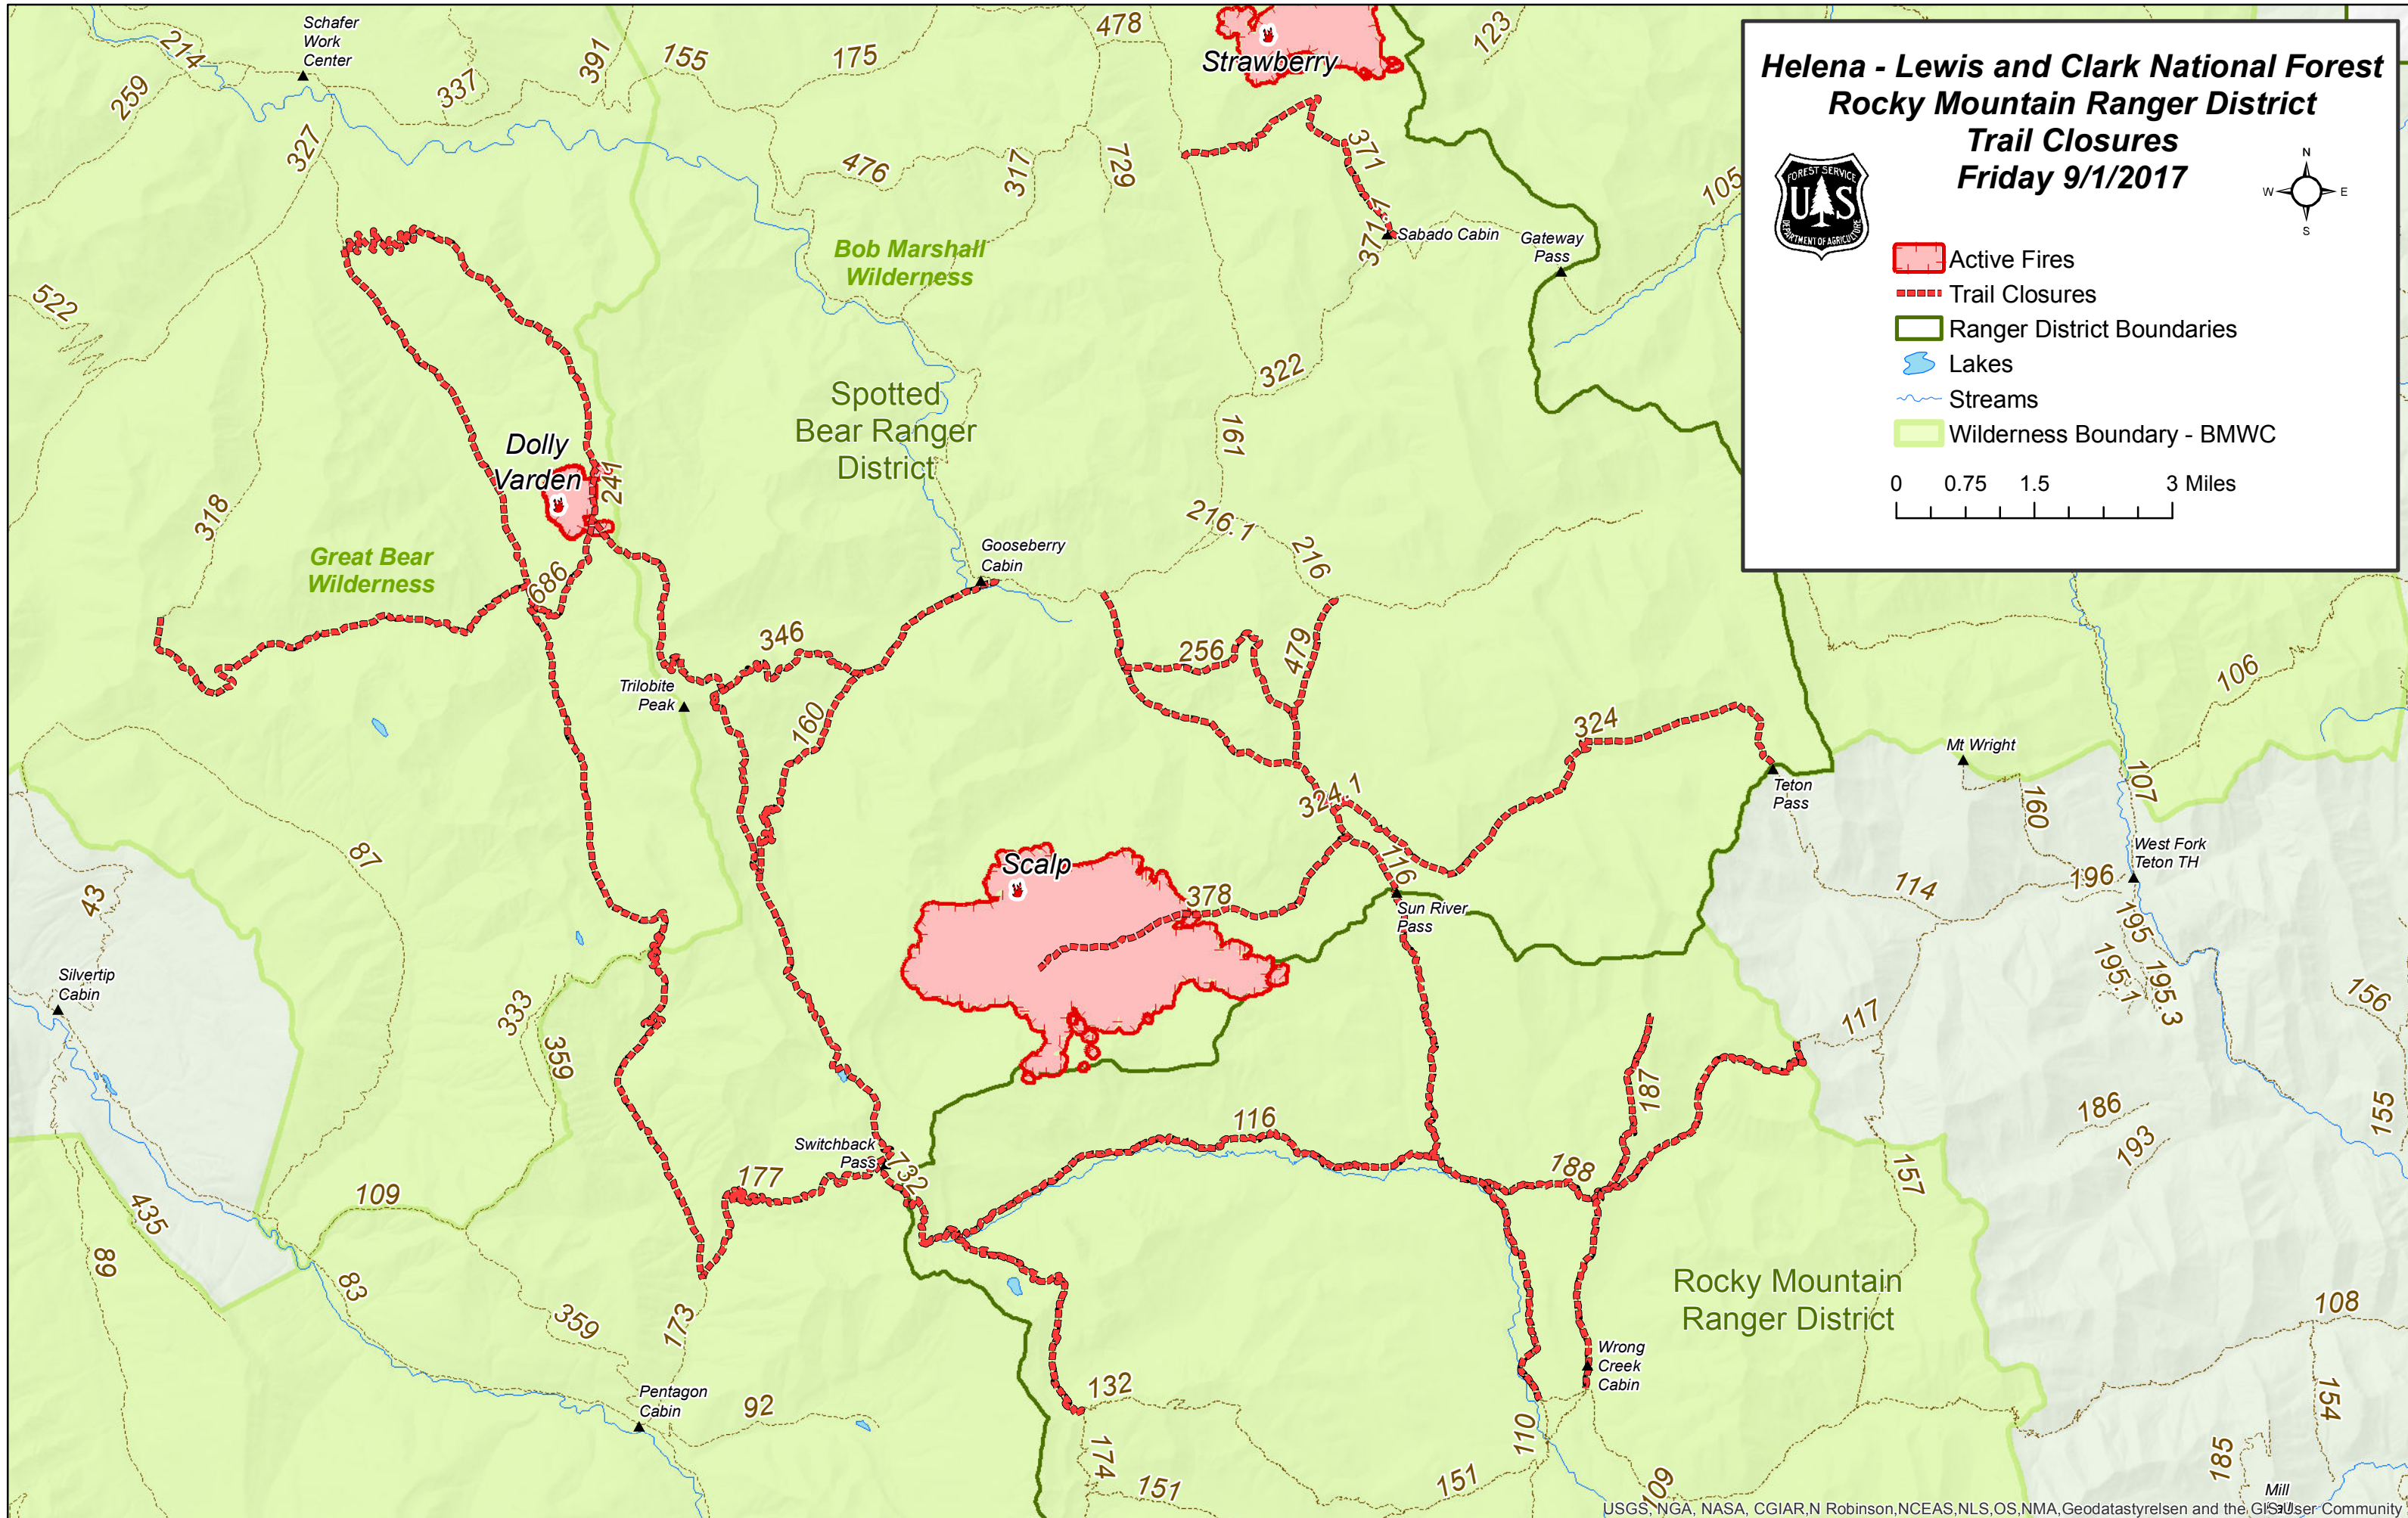 Helena - Lewis and Clark National Forest
Rocky Mountain Ranger District
Trail Closures
Friday 9/1/2017
FOREST SERVICE
U S
DEPARTMENT OF AGRICULTURE
N
W
E
S
Active Fires
Trail Closures
Ranger District Boundaries
Lakes
Streams
Wilderness Boundary - BMWC
0 0.75 1.5 3 Miles
Schafer
Work
Center
214
259
327
337
391
155
175
478
Strawberry
123
476
317
729
371
371.1
Sabado Cabin
Gateway
Pass
105
522
Bob Marshall
Wilderness
322
161
Spotted
Bear Ranger
District
Dolly
Varden
241
318
Great Bear
Wilderness
686
216.1
216
Gooseberry
Cabin
346
256
479
Trilobite
Peak
160
324
324.1
Teton
Pass
Mt Wright
106
107
160
West Fork
Teton TH
196
114
87
43
Scalp
378
116
Sun River
Pass
195
195.1
195.3
156
Silvertip
Cabin
333
359
117
187
186
193
155
116
Switchback
Pass
732
177
188
157
109
435
68
83
359
173
Rocky Mountain
Ranger District
108
Wrong
Creek
Cabin
Pentagon
Cabin
92
132
174
151
110
151
109
154
185
Mill
USGS, NGA, NASA, CGIAR,N Robinson,NCEAS,NLS,OS,NMA,Geodatastyrelsen and the GIS User Community